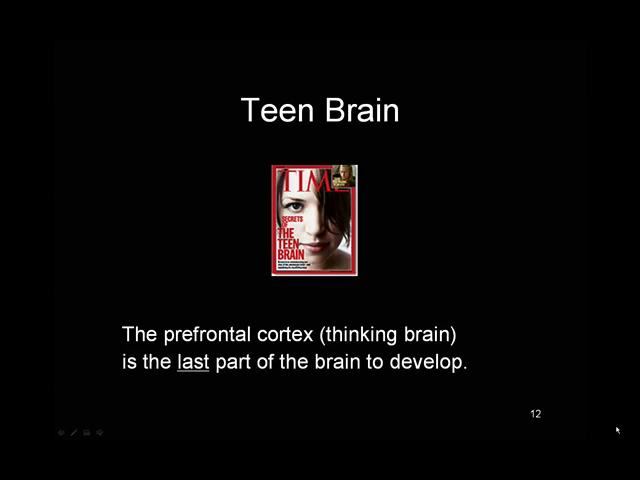 Teen Brain
TIME
SECRETS
OF
THE
TEEN
BRAIN
The prefrontal cortex (thinking brain)
is the last part of the brain to develop.
12